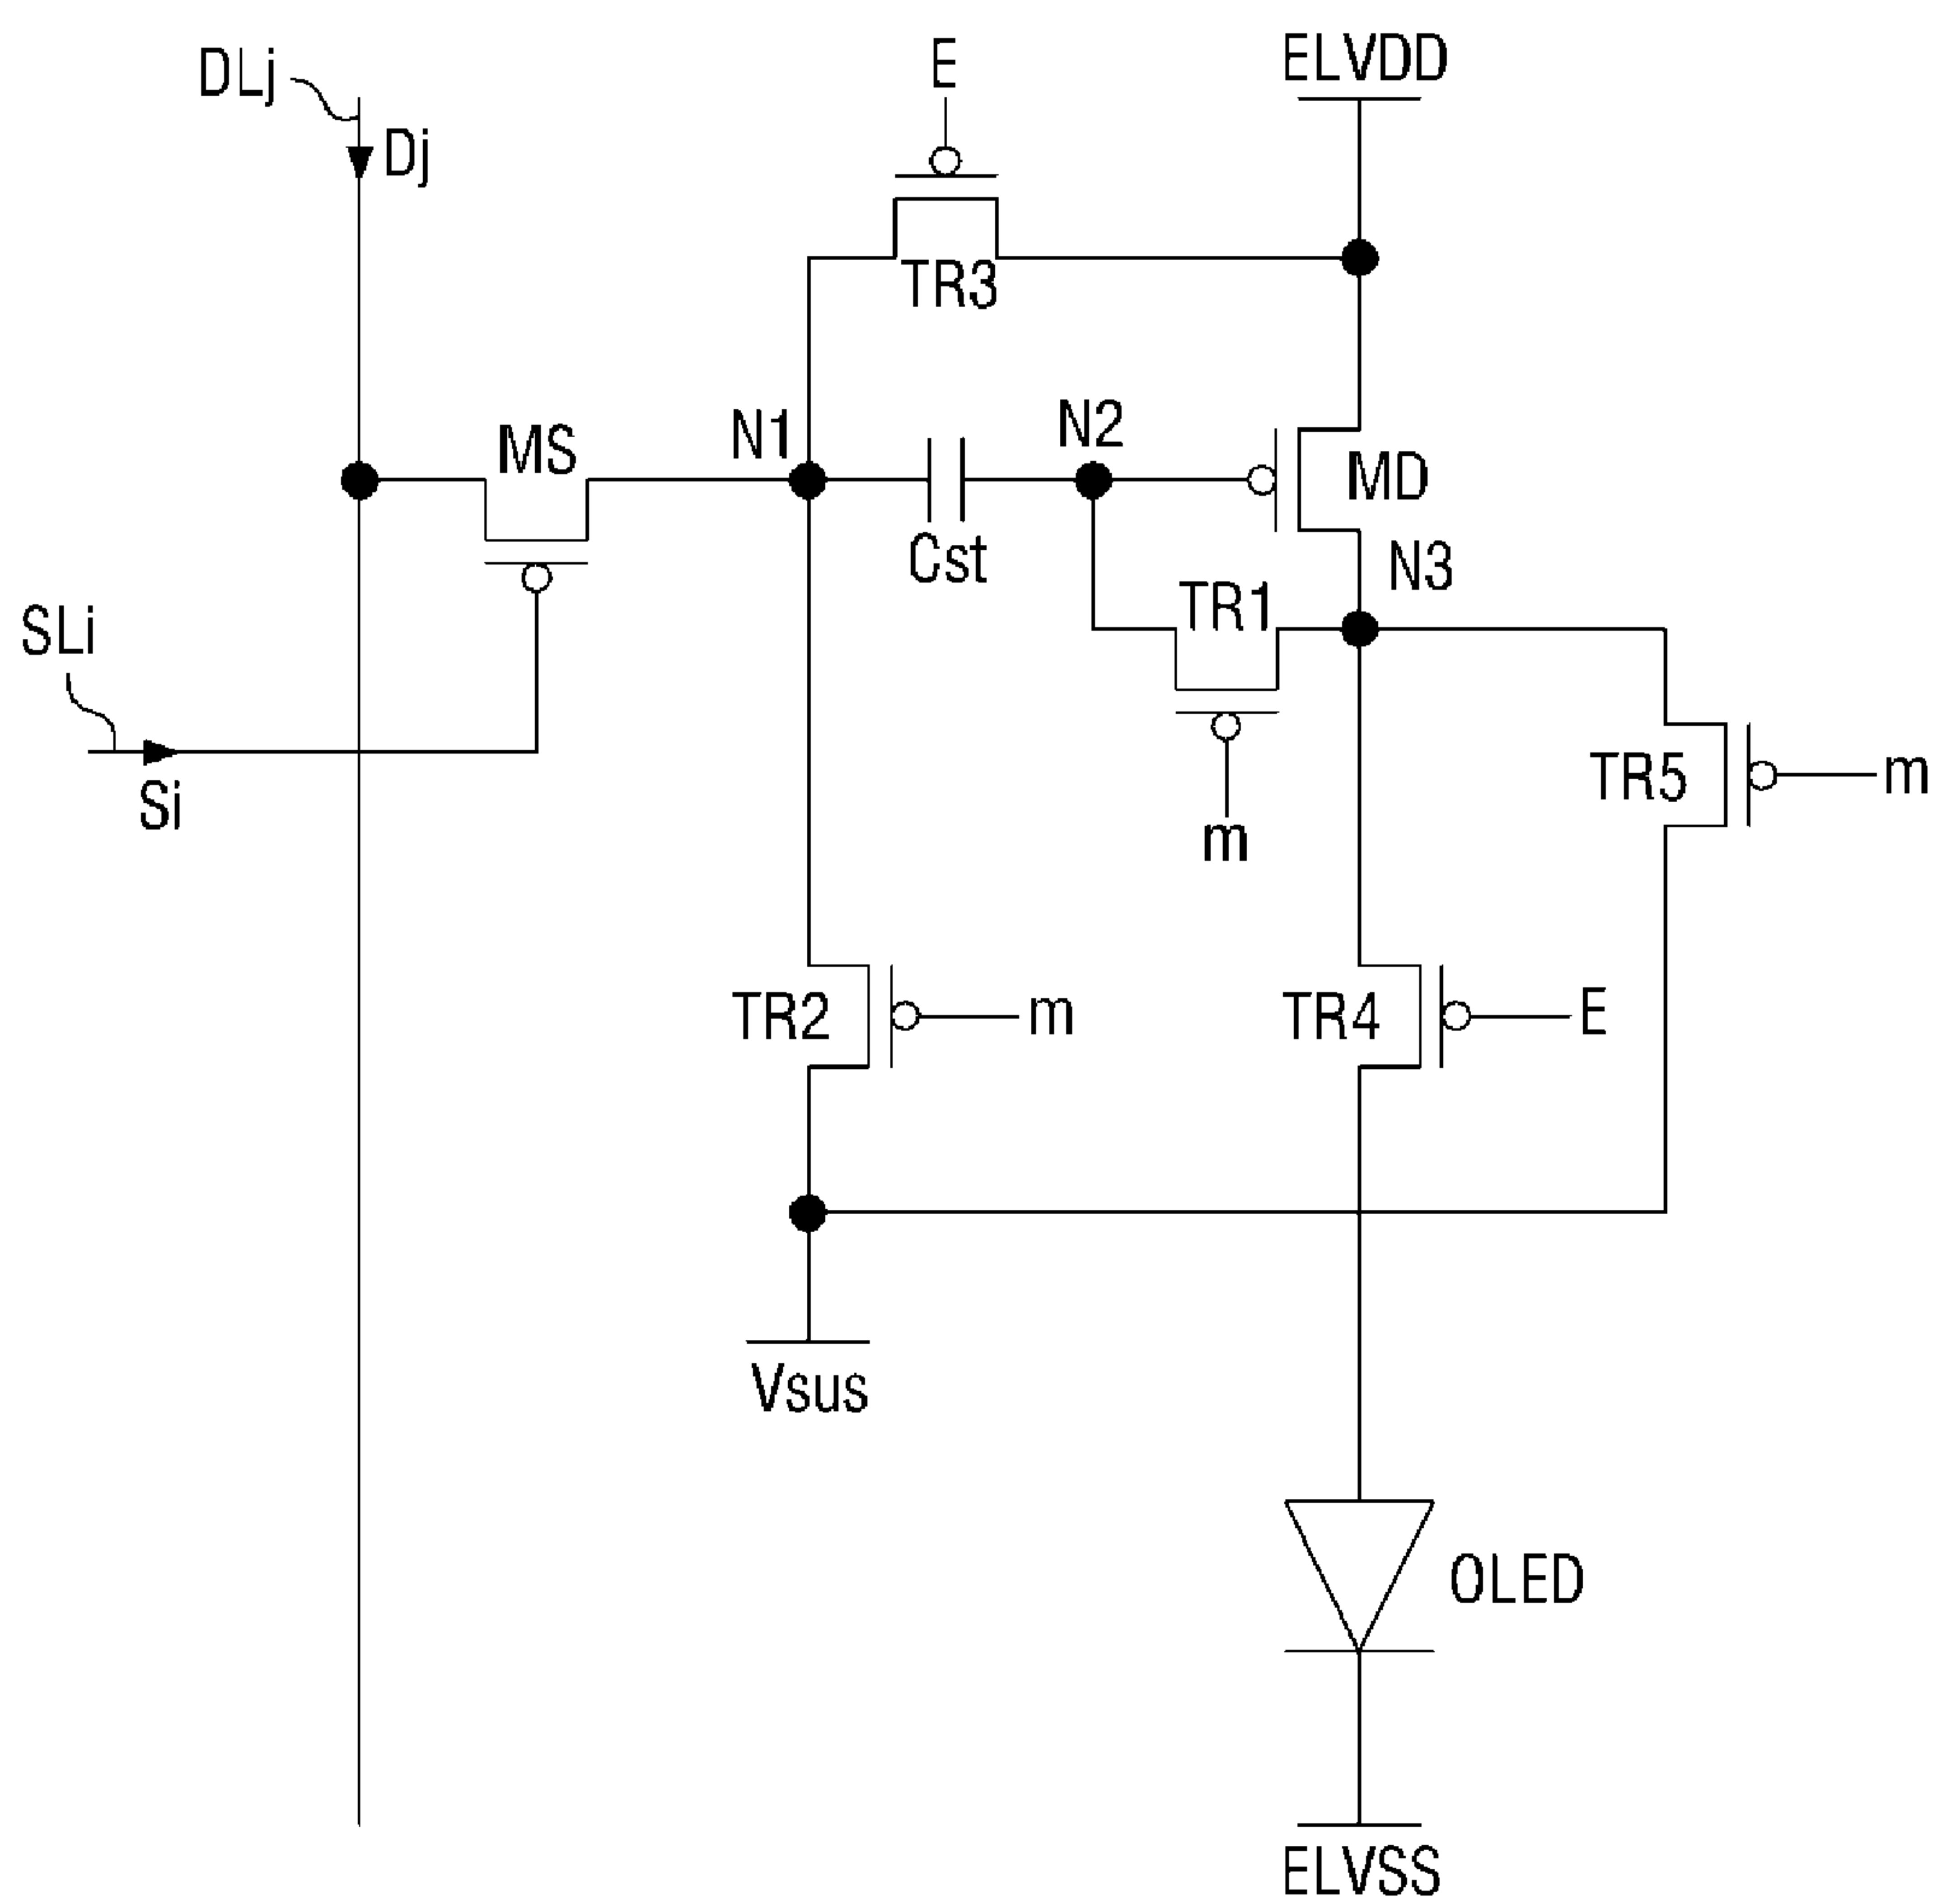 DLj
E
ELVDD
Dj
TR3
N1
N2
MS
MD
Cst
N3
TR1
SLi
Si
TR5
m
m
TR2
m
TR4
E
Vsus
OLED
ELVSS